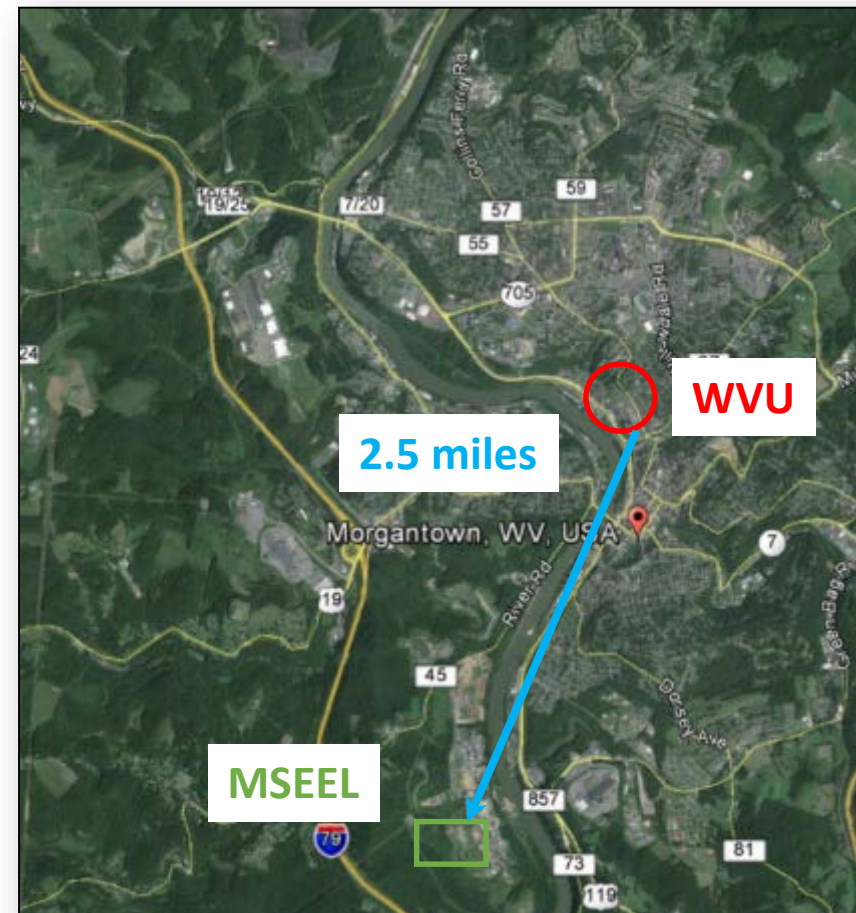 Collins Ferry Rd
59
19/25
7/20
57
55
705
24
WVU
2.5 miles
Morgantown, WV, USA
7
19
River Rd
45
Dorsey Ave
MSEEL
857
79
73
81
119